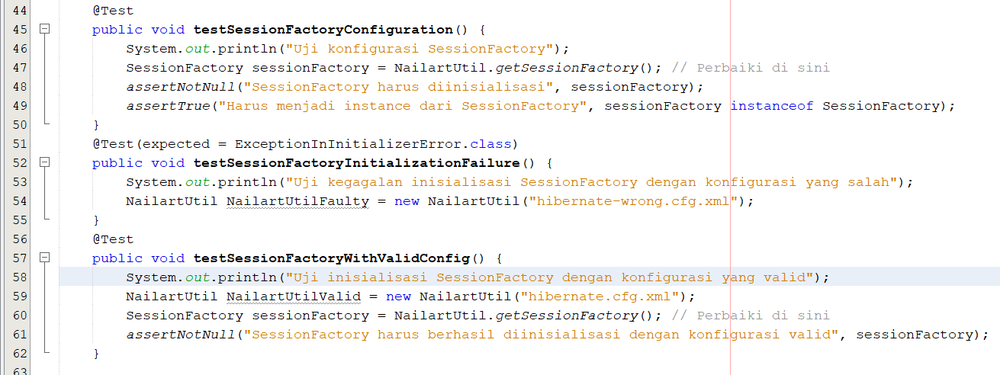 44 @Test
45 public void testSessionFactoryConfiguration() {
46 System.out.println("Uji konfigurasi SessionFactory");
47 SessionFactory sessionFactory = NailartUtil.getSessionFactory(); // Perbaiki di sini
48 assertNotNull("SessionFactory harus diinisialisasi", sessionFactory);
49 assertTrue("Harus menjadi instance dari SessionFactory", sessionFactory instanceof SessionFactory);
50 }
51 @Test(expected = ExceptionInInitializerError.class)
52 public void testSessionFactoryInitializationFailure() {
53 System.out.println("Uji kegagalan inisialisasi SessionFactory dengan konfigurasi yang salah");
54 NailartUtil NailartUtilFaulty = new NailartUtil("hibernate-wrong.cfg.xml");
55 }
56 @Test
57 public void testSessionFactoryWithValidConfig() {
58 System.out.println("Uji inisialisasi SessionFactory dengan konfigurasi yang valid");
59 NailartUtil NailartUtilValid = new NailartUtil("hibernate.cfg.xml");
60 SessionFactory sessionFactory = NailartUtil.getSessionFactory(); // Perbaiki di sini
61 assertNotNull("SessionFactory harus berhasil diinisialisasi dengan konfigurasi valid", sessionFactory);
62 }
63